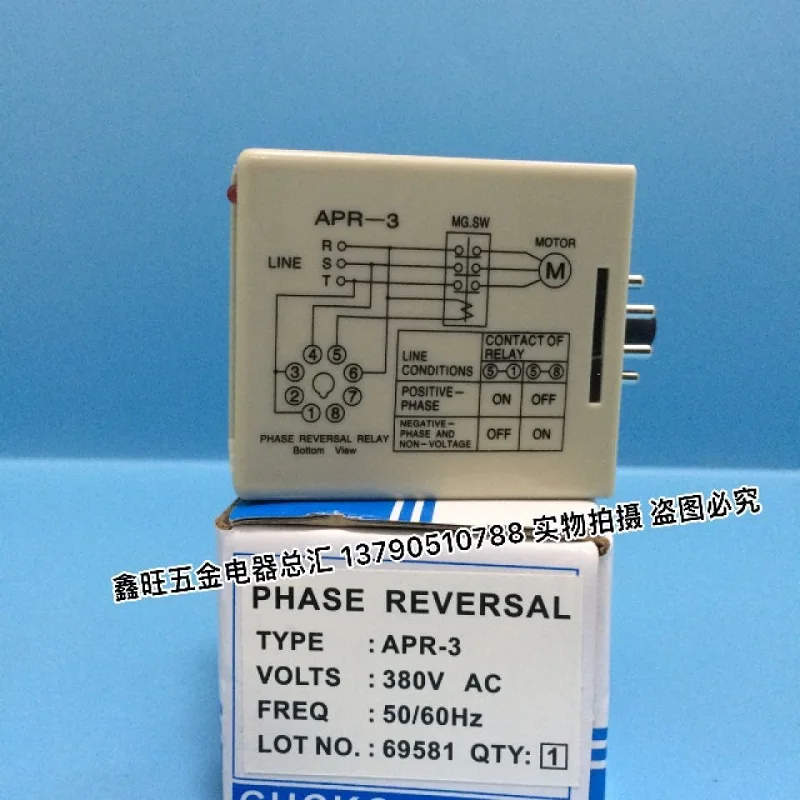 APR-3
MG.SW
MOTOR
R
LINE S
T
M
4 5
3 6
2 7
1 8
PHASE REVERSAL RELAY
Bottom View
LINE CONDITIONS
CONTACT OF RELAY
5-1 5-8
POSITIVE-PHASE ON OFF
NEGATIVE-PHASE AND NON-VOLTAGE OFF ON
鑫旺五金电器总汇 13790510788 实物拍摄 盗图必究
PHASE REVERSAL
TYPE : APR-3
VOLTS : 380V AC
FREQ : 50/60Hz
LOT NO. : 69581 QTY: 1